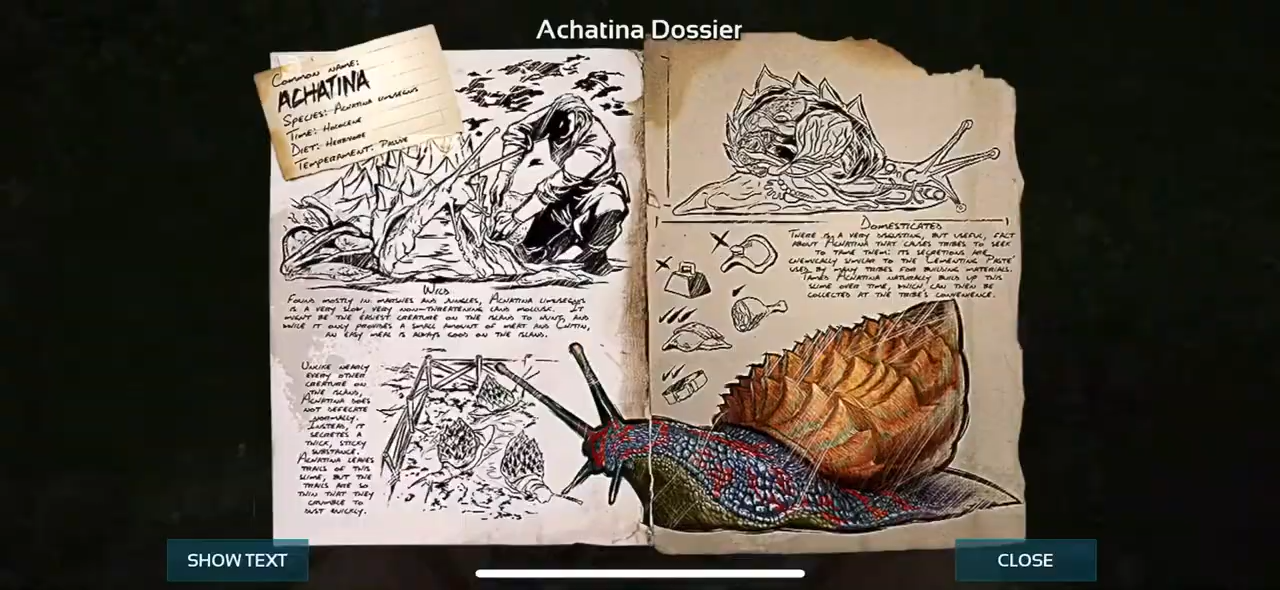 Achatina Dossier
Common name:
ACHATINA
Species: Achatina limusegnis
Time: Holocene
Diet: Herbivore
Temperament: Passive
Wild
Found mostly in marshes and jungles, Achatina limusegnis
is a very slow, very non-threatening land mollusk. It
might be the easiest creature on the island to hunt, and
while it only provides a small amount of meat and Chitin,
an easy meal is always good on the island.
Unlike nearly
every other
creature on
the island,
Achatina does
not defecate
normally.
Instead, it
secretes a
thick, sticky
substance.
Achatina leaves
trails of this
slime, but the
trails are so
thin that they
crumble to
dust quickly.
Domesticated
There is a very disgusting, but useful, fact
about Achatina that causes tribes to seek
to tame them: its secretions are
chemically similar to the 'Cementing Paste'
used by many tribes for building materials.
Tamed Achatina naturally build up this
slime over time, which can then be
collected at the tribe's convenience.
SHOW TEXT
CLOSE